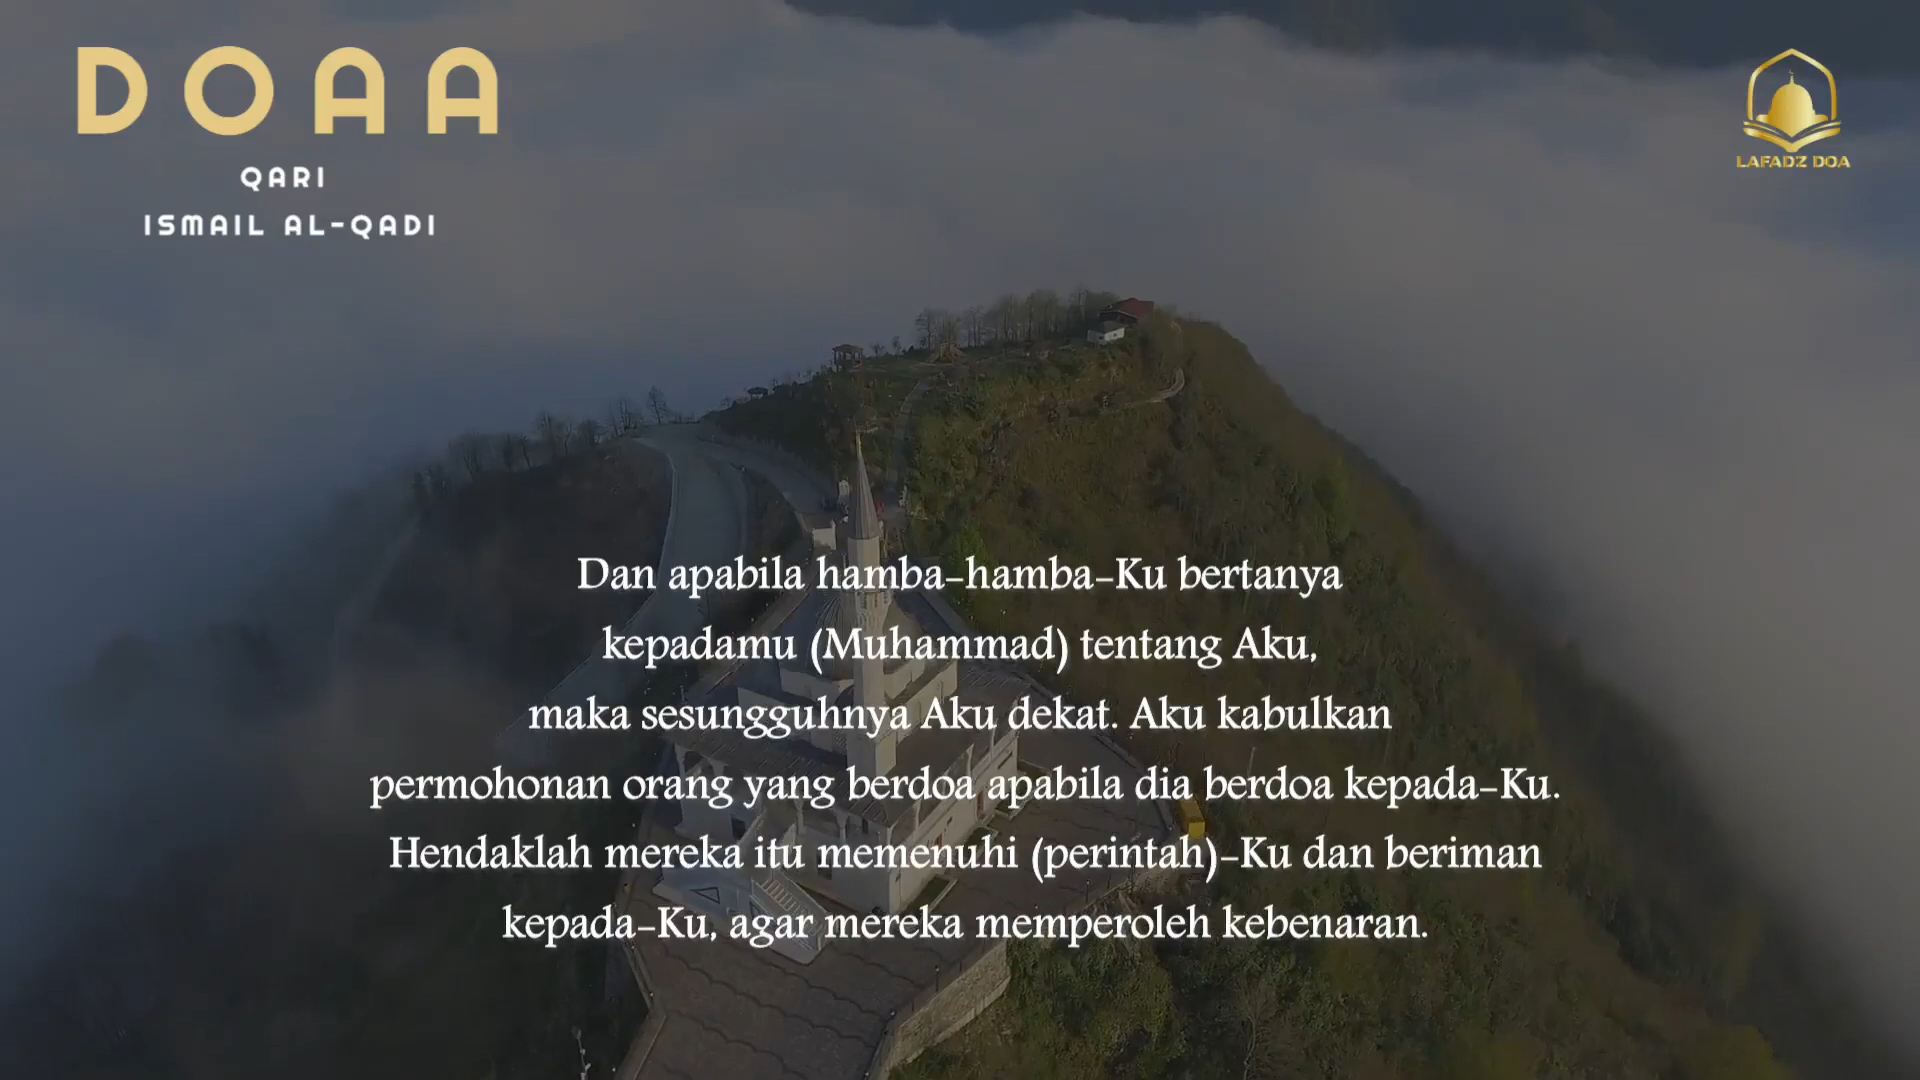 DOAA
QARI
ISMAIL AL-QADI
LAFADZ DOA
Dan apabila hamba-hamba-Ku bertanya
kepadamu (Muhammad) tentang Aku,
maka sesungguhnya Aku dekat. Aku kabulkan
permohonan orang yang berdoa apabila dia berdoa kepada-Ku.
Hendaklah mereka itu memenuhi (perintah)-Ku dan beriman
kepada-Ku, agar mereka memperoleh kebenaran.